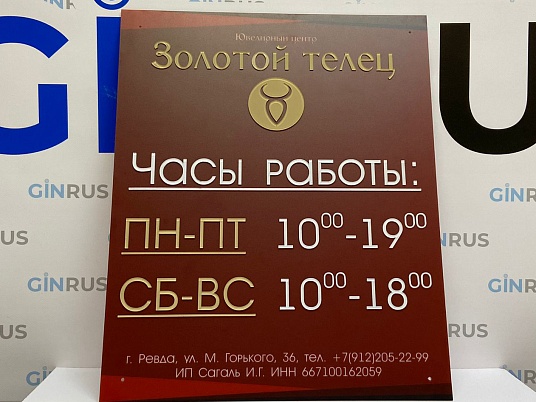 Ювелирный центр
Золотой телец
Часы работы:
ПН-ПТ 10⁰⁰-19⁰⁰
СБ-ВС 10⁰⁰-18⁰⁰
г. Ревда, ул. М. Горького, 36, тел. +7(912)205-22-99
ИП Сагаль И.Г. ИНН 667100162059
GINRUS
GINRUS
GINRUS
GINRUS
GINRUS
GINRUS